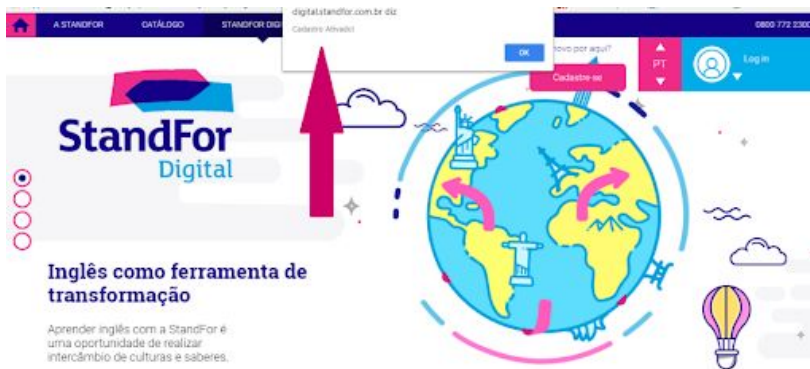 digital.standfor.com.br diz
Cadastro Ativado!
OK
A STANDFOR
CATÁLOGO
STANDFOR DIGI
0800 772 2300
novo por aqui?
Cadastre-se
PT
Log in
StandFor
Digital
Inglês como ferramenta de
transformação
Aprender inglês com a StandFor é
uma oportunidade de realizar
intercâmbio de culturas e saberes.